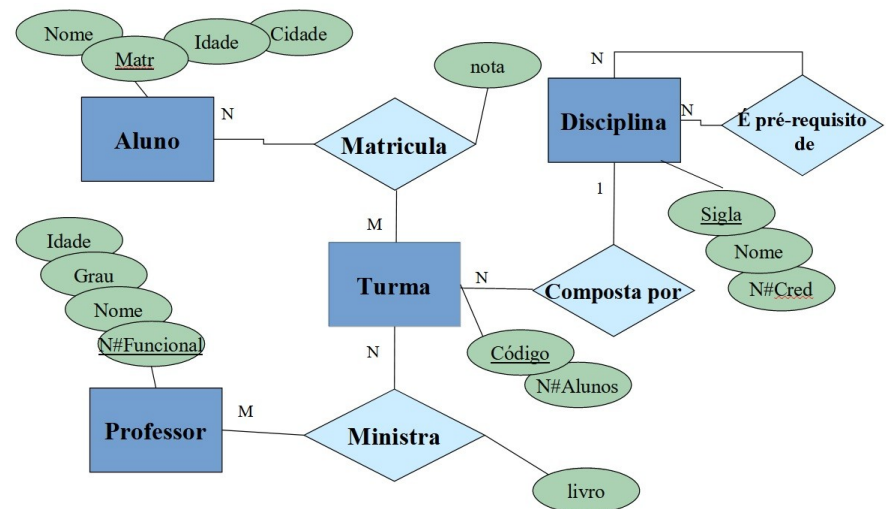 Nome
Matr
Idade
Cidade
nota
Aluno
N
Matricula
M
N
Disciplina
N
É pré-requisito
de
1
Sigla
Nome
N#Cred
Idade
Grau
Nome
N#Funcional
Turma
N
Composta por
Código
N#Alunos
N
Professor
M
Ministra
livro